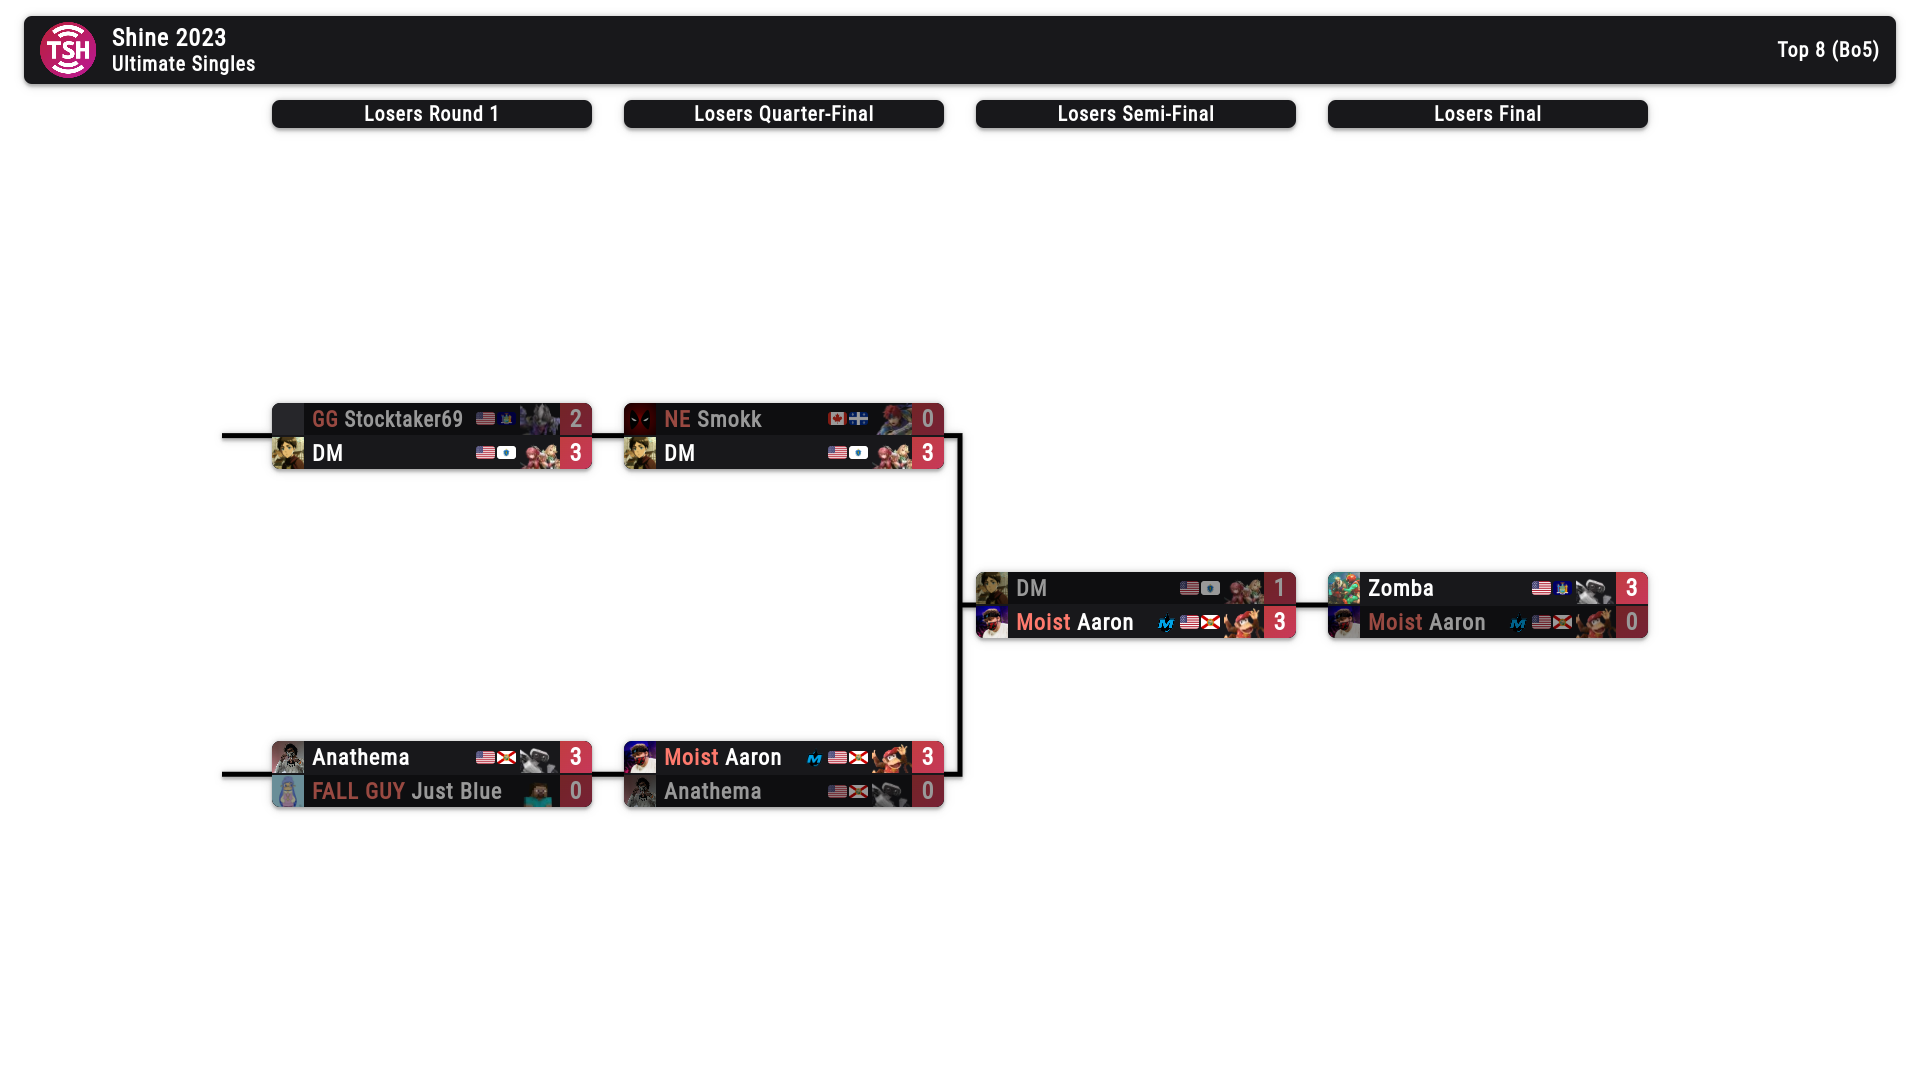 TSH
Shine 2023
Ultimate Singles
Top 8 (Bo5)
Losers Round 1
Losers Quarter-Final
Losers Semi-Final
Losers Final
GG Stocktaker69 2
DM 3
NE Smokk 0
DM 3
DM 1
Moist Aaron 3
Zomba 3
Moist Aaron 0
Anathema 3
FALL GUY Just Blue 0
Moist Aaron 3
Anathema 0